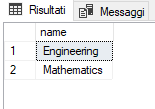 Risultati Messaggi
name
1 Engineering
2 Mathematics